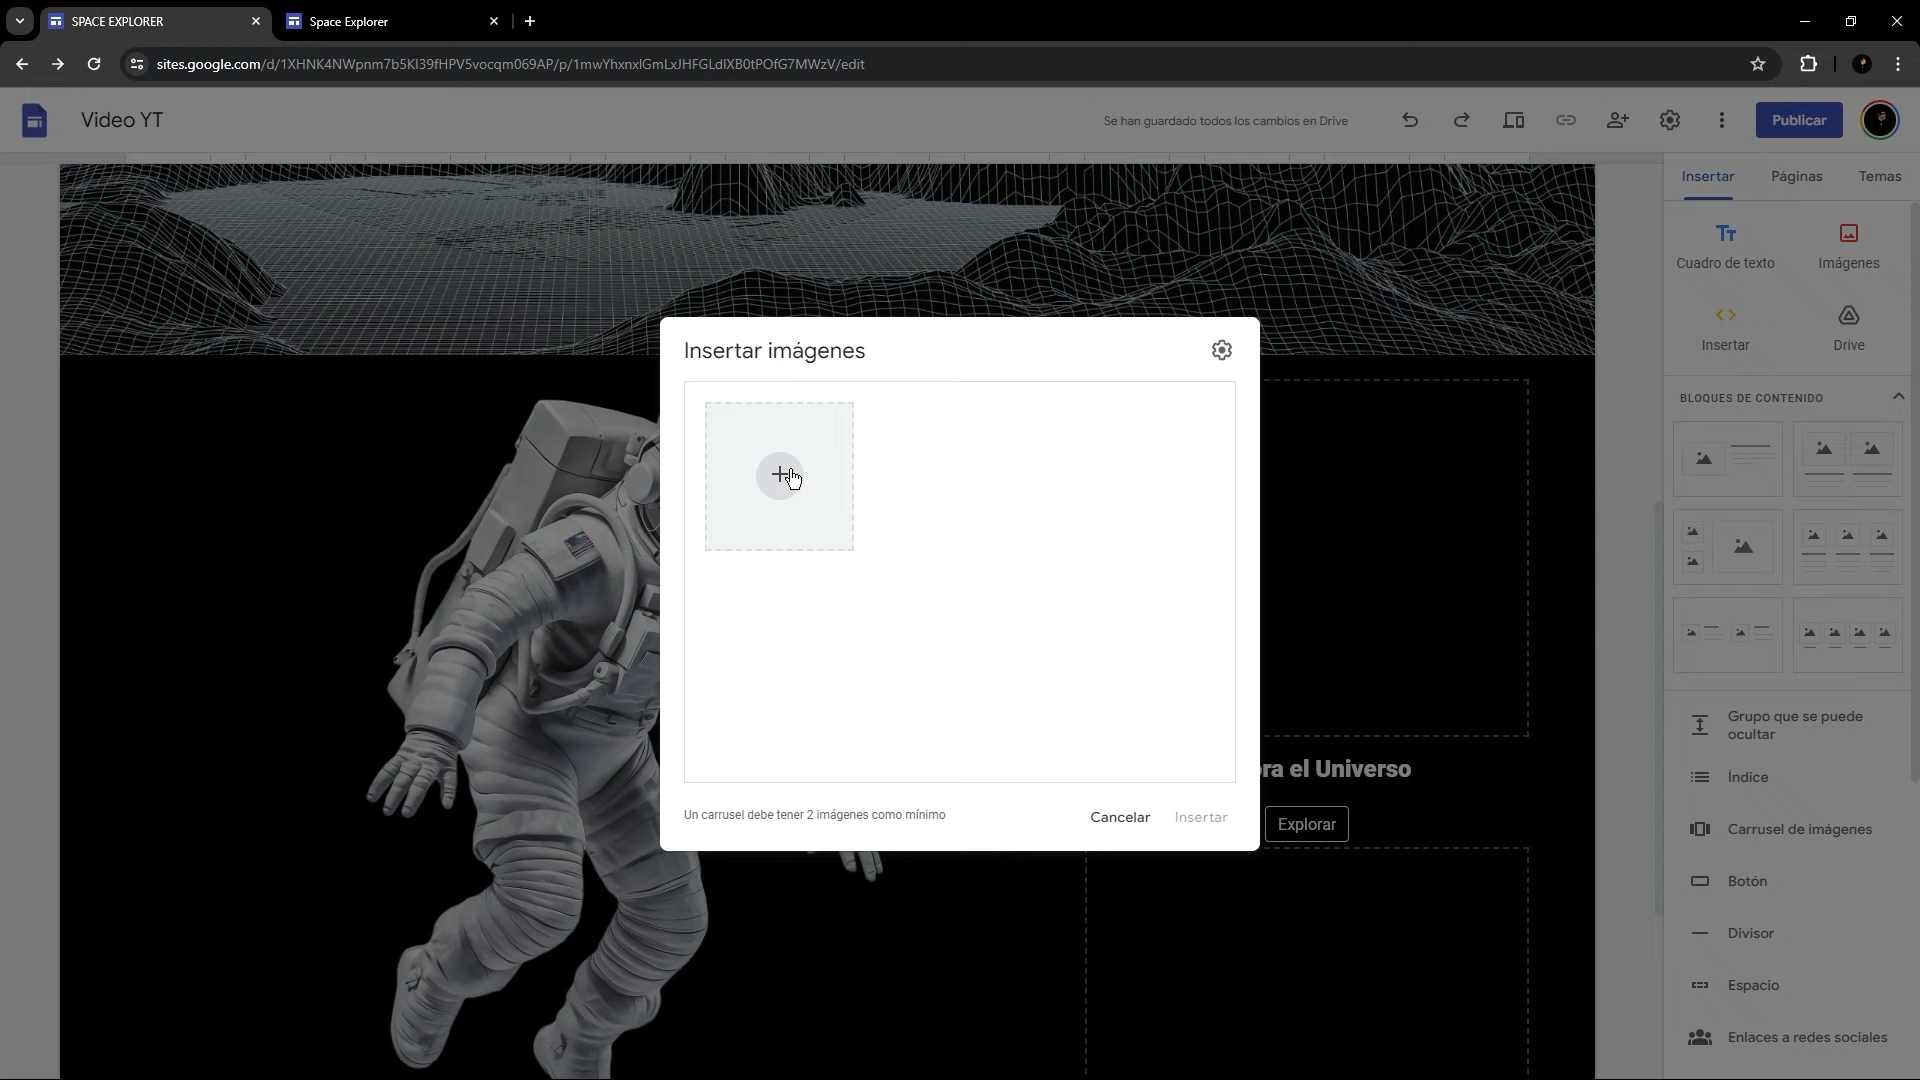 SPACE EXPLORER
Space Explorer
sites.google.com/d/1XHNK4NWpnm7b5KI39fHPV5vocqm069AP/p/1mwYhxnxIGmLxJHFGLdIXB0tPOfG7MWzV/edit
Video YT
Se han guardado todos los cambios en Drive
Publicar
Insertar
Páginas
Temas
Cuadro de texto
Imágenes
Insertar
Drive
BLOQUES DE CONTENIDO
Insertar imágenes
Un carrusel debe tener 2 imágenes como mínimo
Cancelar
Insertar
ra el Universo
Explorar
Grupo que se puede
ocultar
Índice
Carrusel de imágenes
Botón
Divisor
Espacio
Enlaces a redes sociales